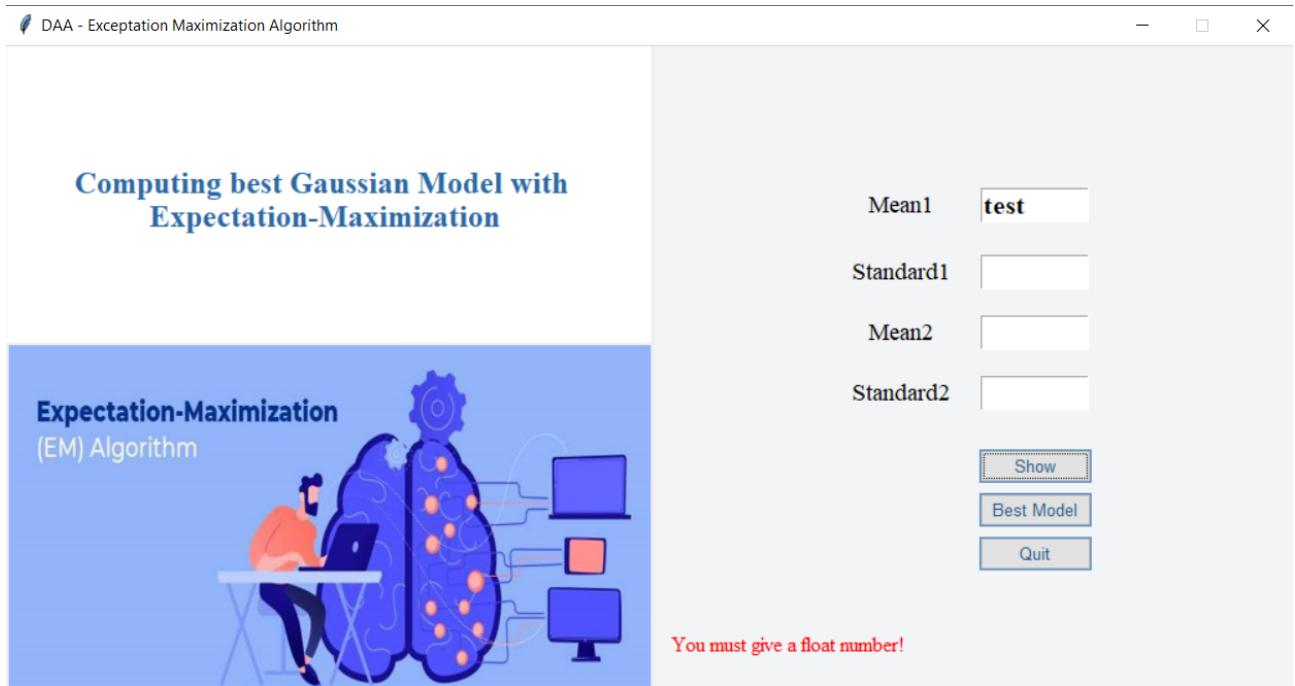 DAA - Exceptation Maximization Algorithm
Computing best Gaussian Model with
Expectation-Maximization
Expectation-Maximization
(EM) Algorithm
Mean1 test
Standard1
Mean2
Standard2
Show
Best Model
Quit
You must give a float number!